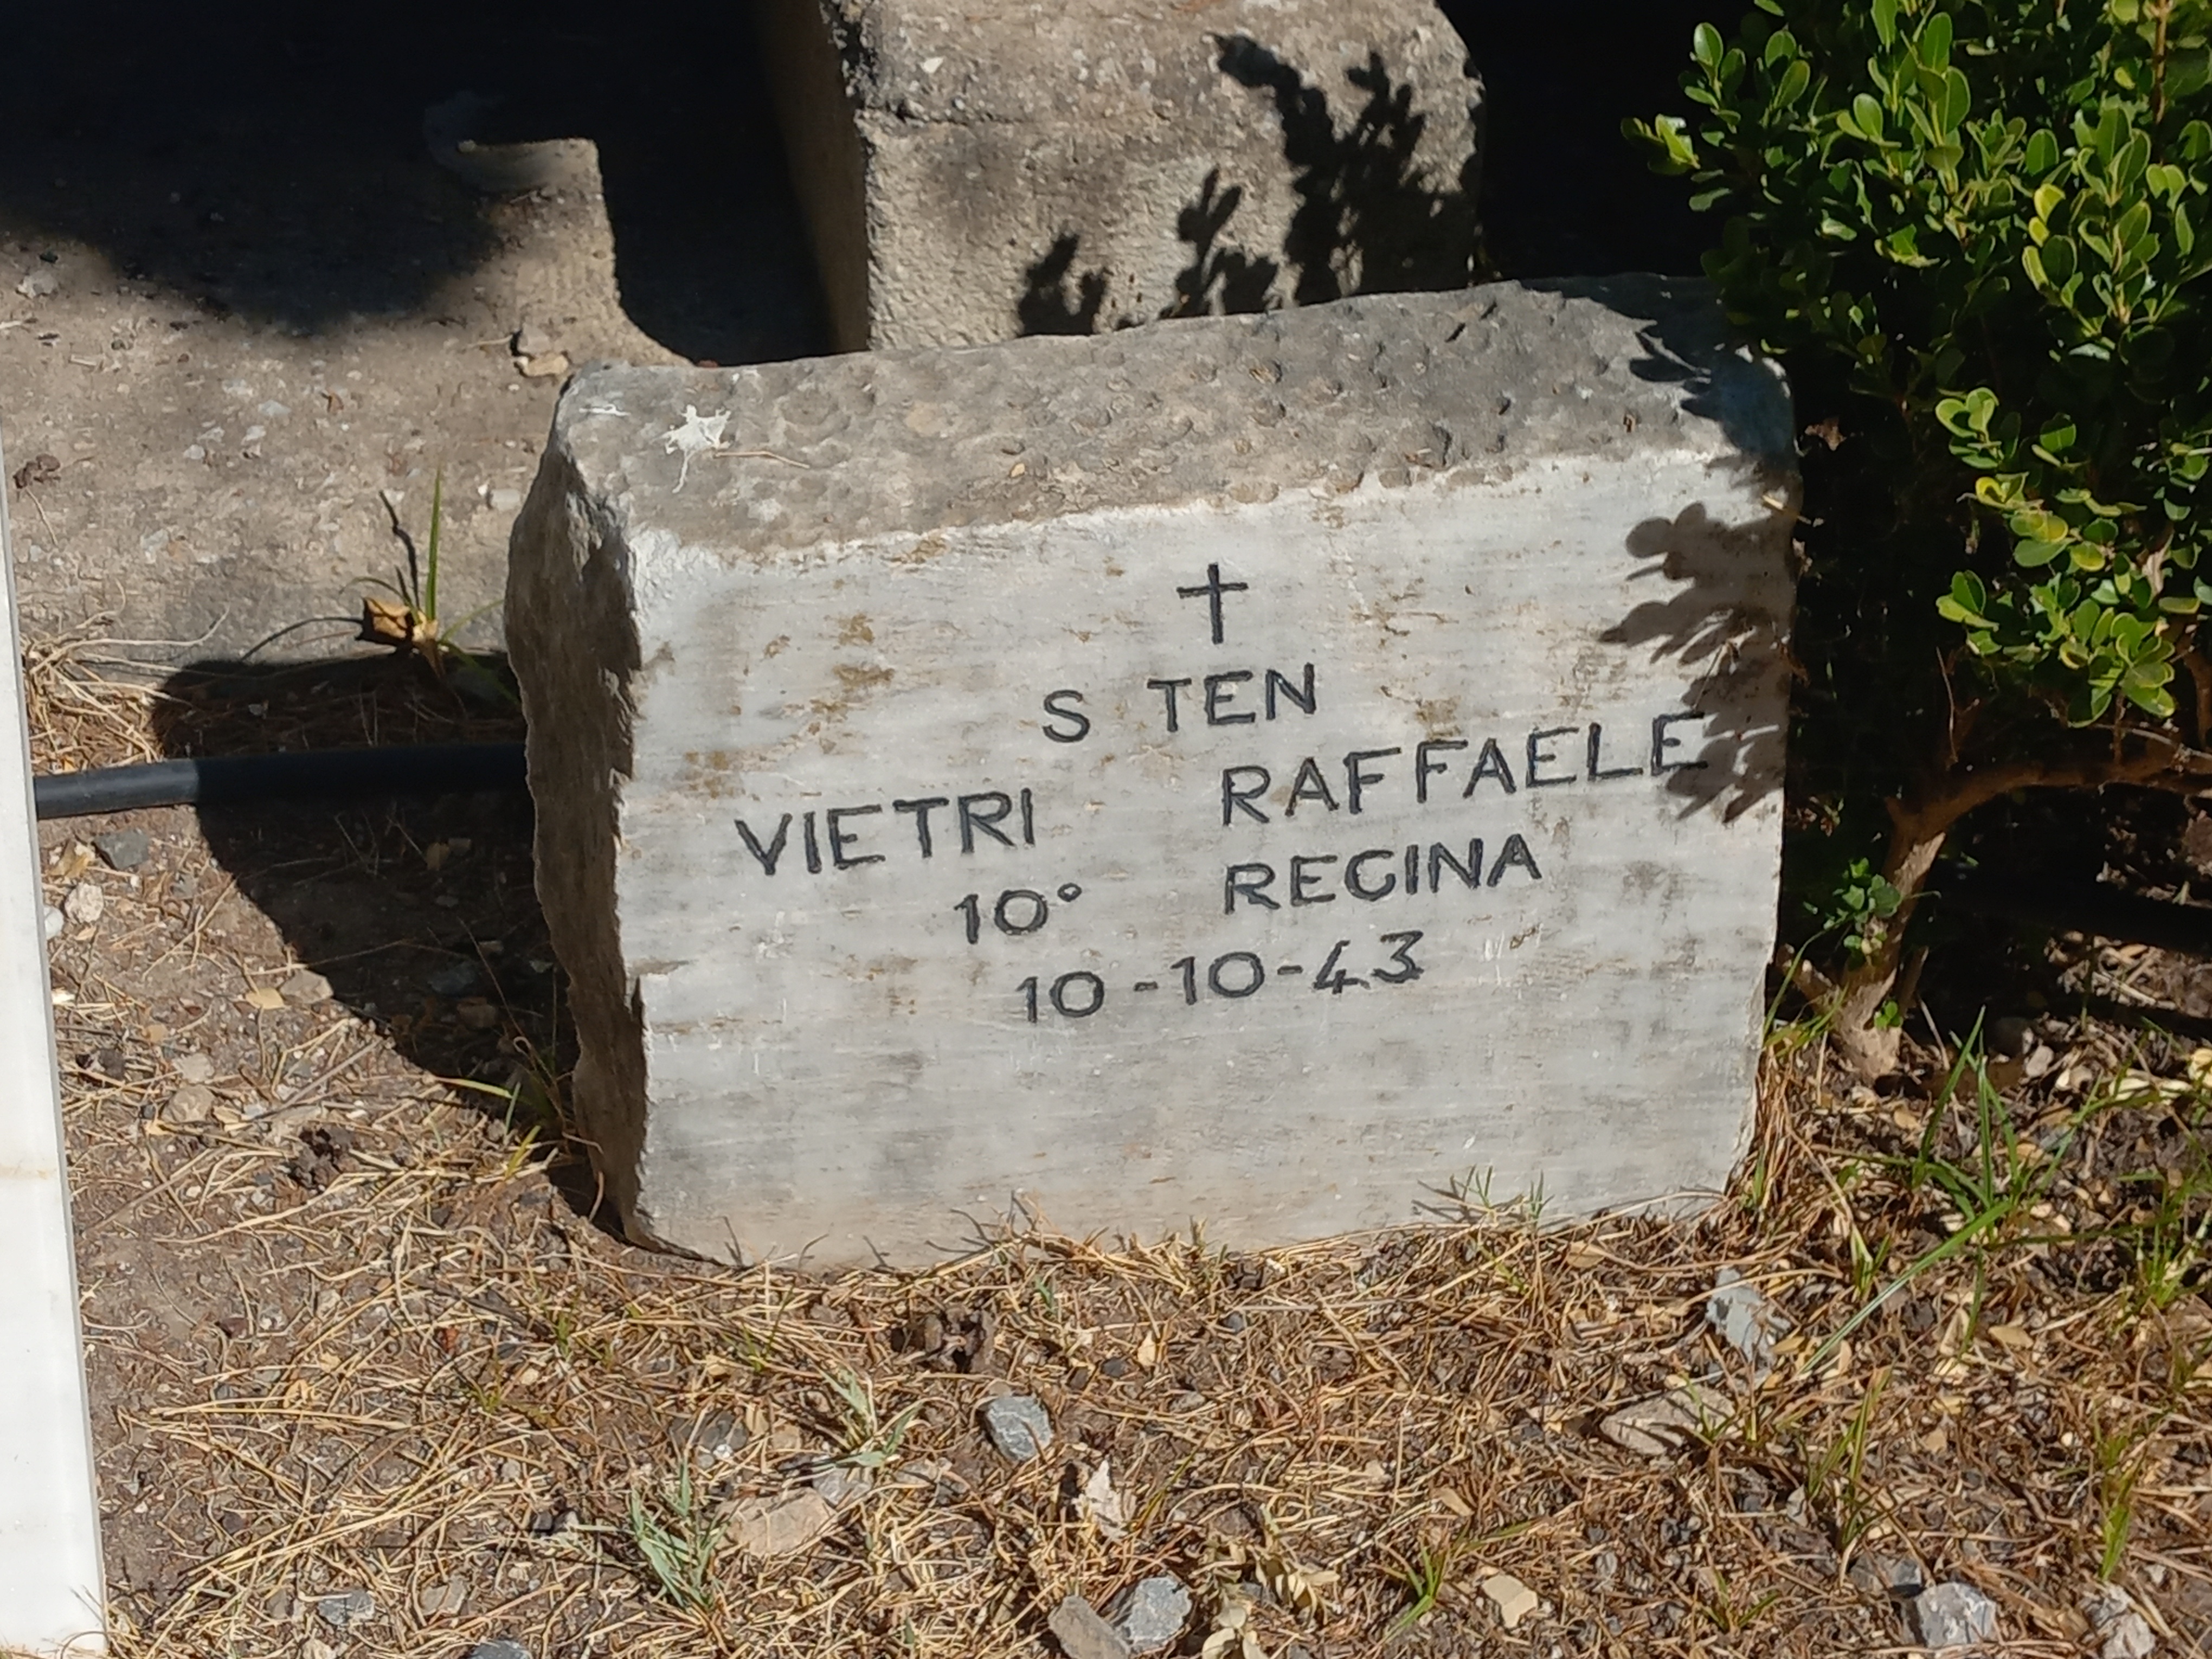 S TEN
VIETRI RAFFAELE
10° REGINA
10-10-43